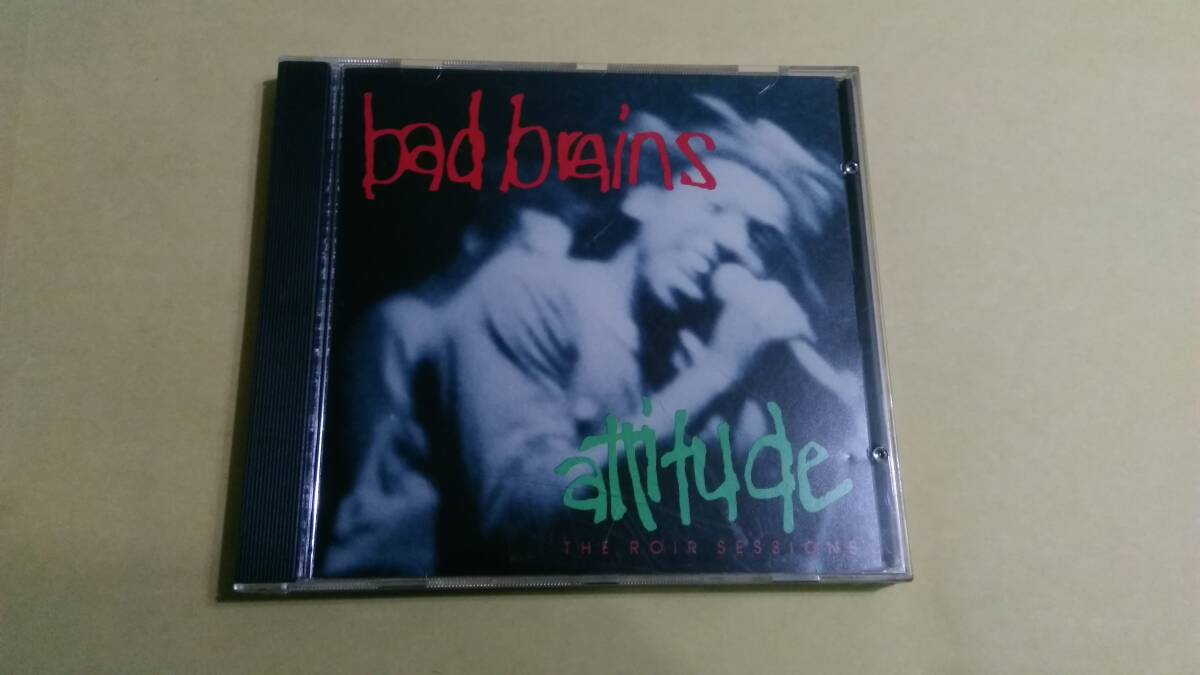 bad brains
attitude
THE ROIR SESSIONS